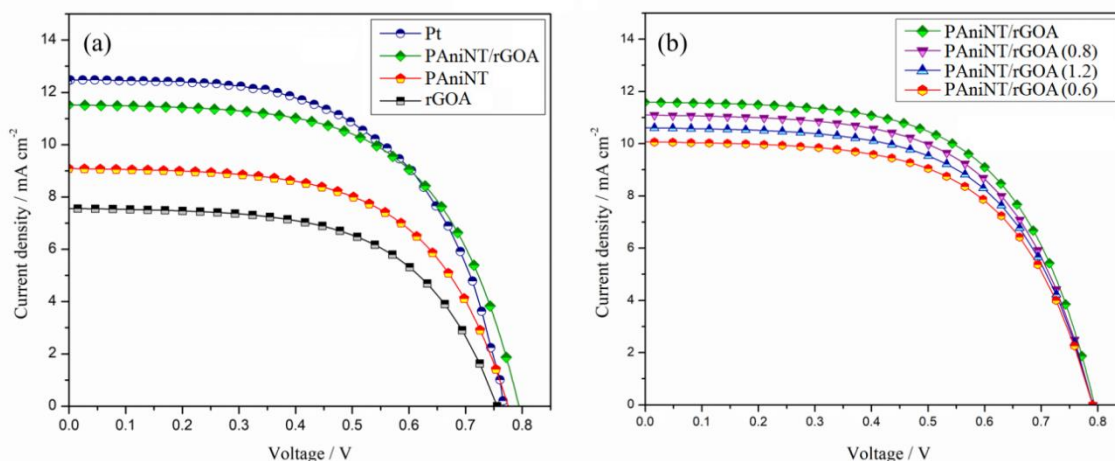 (a)
Pt
PAniNT/rGOA
PAniNT
rGOA
Current density / mA cm-2
14
12
10
8
6
4
2
0
0.0 0.1 0.2 0.3 0.4 0.5 0.6 0.7 0.8
Voltage / V
(b)
PAniNT/rGOA
PAniNT/rGOA (0.8)
PAniNT/rGOA (1.2)
PAniNT/rGOA (0.6)
Current density / mA cm-2
14
12
10
8
6
4
2
0
0.0 0.1 0.2 0.3 0.4 0.5 0.6 0.7 0.8
Voltage / V